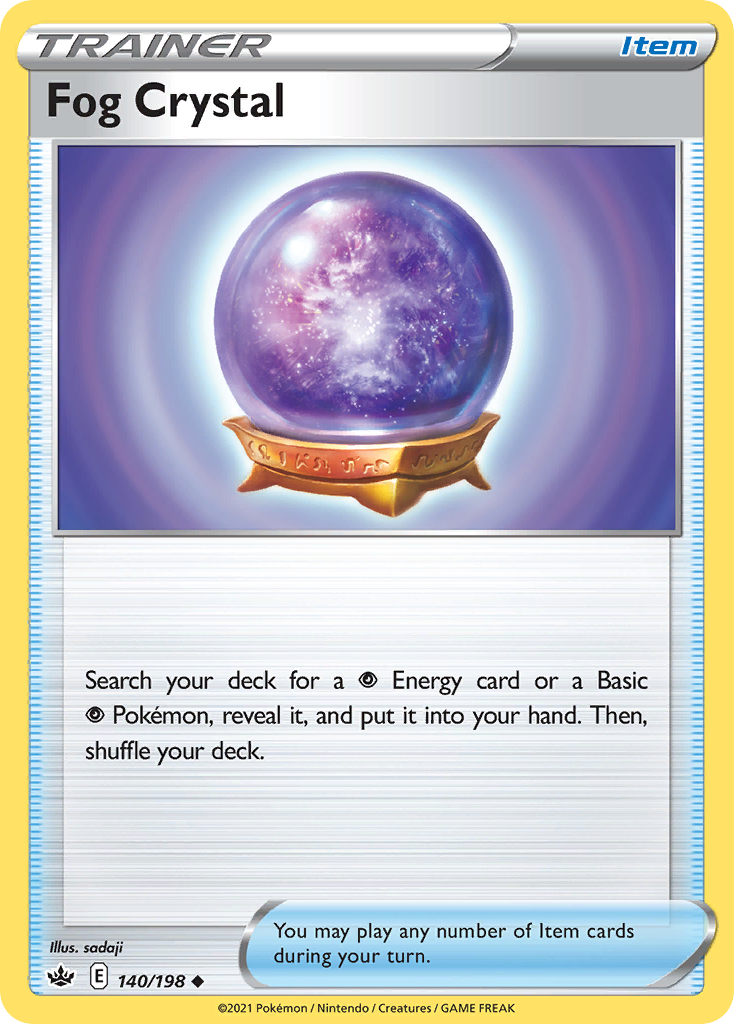 TRAINER
Item
Fog Crystal
Search your deck for a Energy card or a Basic
Pokémon, reveal it, and put it into your hand. Then,
shuffle your deck.
You may play any number of Item cards
during your turn.
Illus. sadaji
E 140/198
©2021 Pokémon / Nintendo / Creatures / GAME FREAK